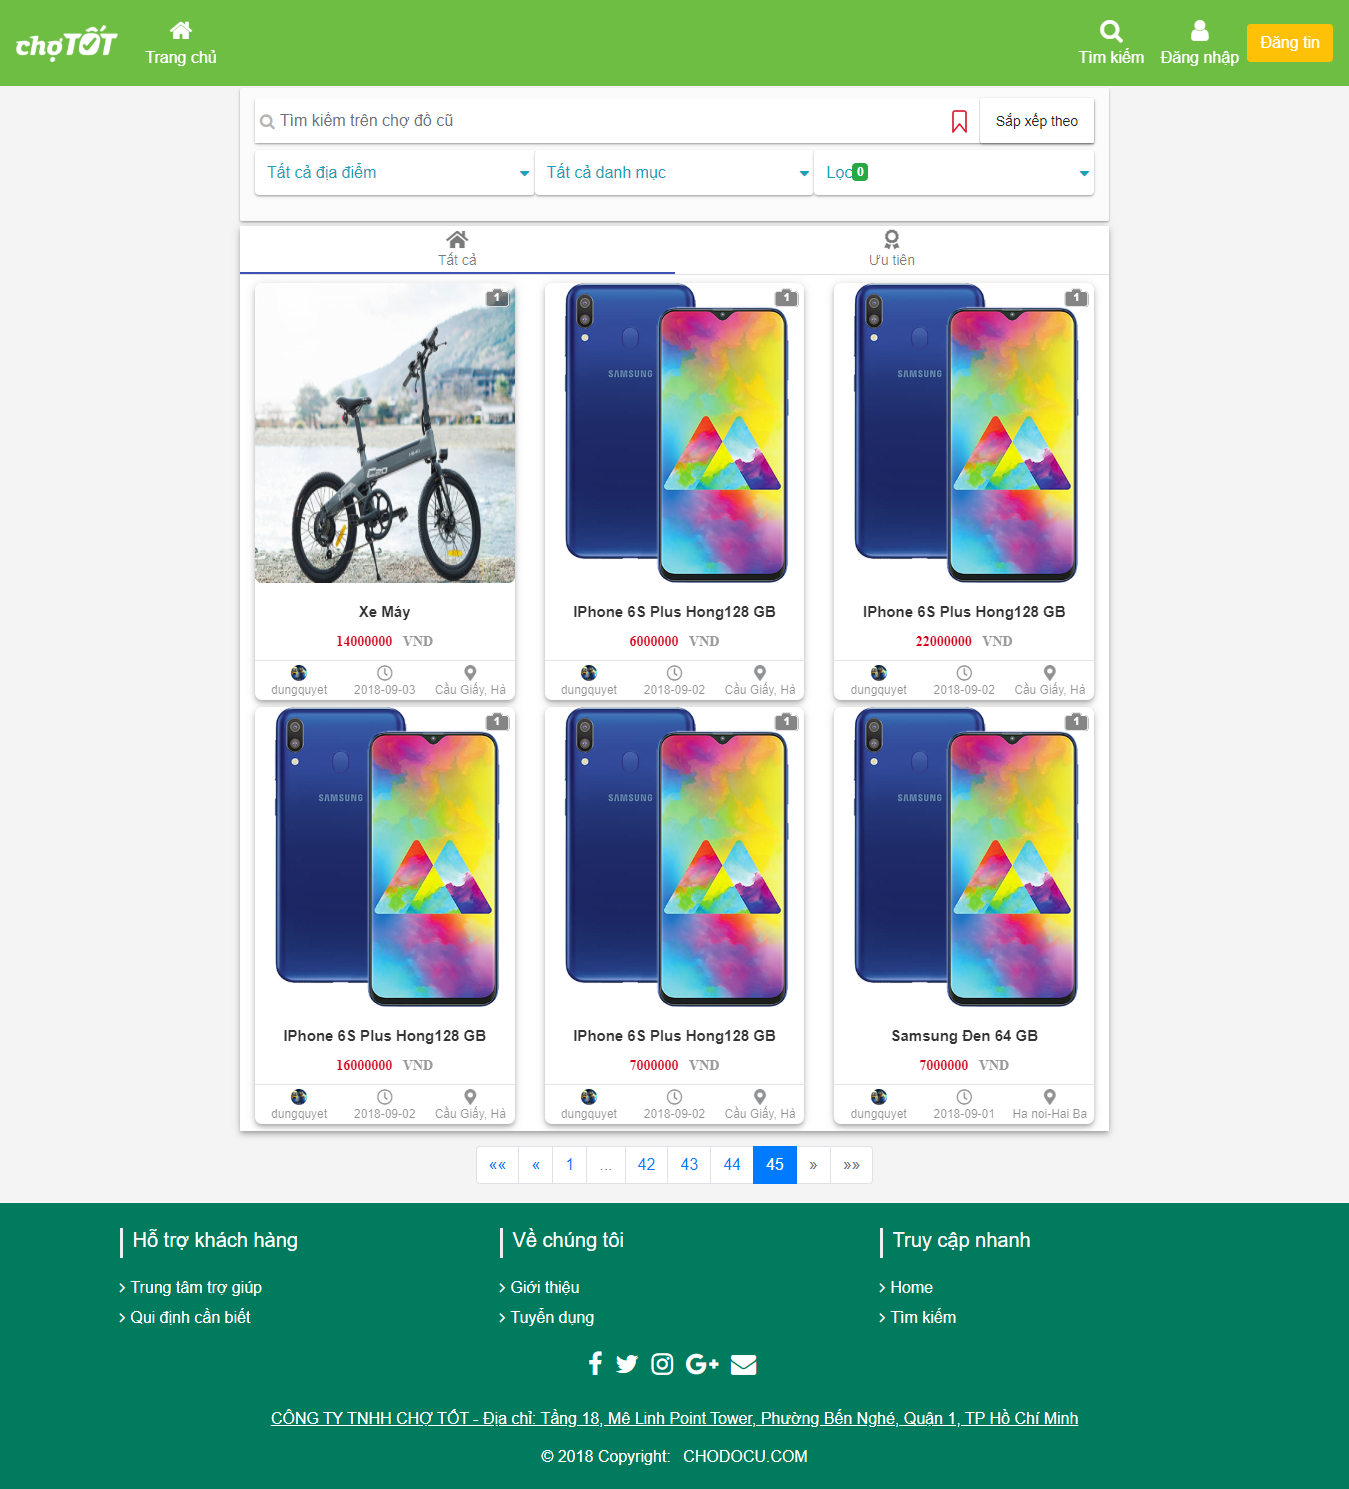 chợTỐT
Trang chủ
Tìm kiếm
Đăng nhập
Đăng tin
Tìm kiếm trên chợ đồ cũ
Sắp xếp theo
Tất cả địa điểm
Tất cả danh mục
Lọc 0
Tất cả
Ưu tiên
1
1
1
SAMSUNG
SAMSUNG
C20
Xe Máy
IPhone 6S Plus Hong128 GB
IPhone 6S Plus Hong128 GB
14000000 VND
6000000 VND
22000000 VND
dungquyet
2018-09-03
Cầu Giấy, Hà
dungquyet
2018-09-02
Cầu Giấy, Hà
dungquyet
2018-09-02
Cầu Giấy, Hà
1
1
1
SAMSUNG
SAMSUNG
SAMSUNG
IPhone 6S Plus Hong128 GB
IPhone 6S Plus Hong128 GB
Samsung Đen 64 GB
16000000 VND
7000000 VND
7000000 VND
dungquyet
2018-09-02
Cầu Giấy, Hà
dungquyet
2018-09-02
Cầu Giấy, Hà
dungquyet
2018-09-01
Ha noi-Hai Ba
«« « 1 ... 42 43 44 45 » »»
Hỗ trợ khách hàng
Về chúng tôi
Truy cập nhanh
Trung tâm trợ giúp
Giới thiệu
Home
Qui định cần biết
Tuyển dụng
Tìm kiếm
CÔNG TY TNHH CHỢ TỐT - Địa chỉ: Tầng 18, Mê Linh Point Tower, Phường Bến Nghé, Quận 1, TP Hồ Chí Minh
© 2018 Copyright: CHODOCU.COM